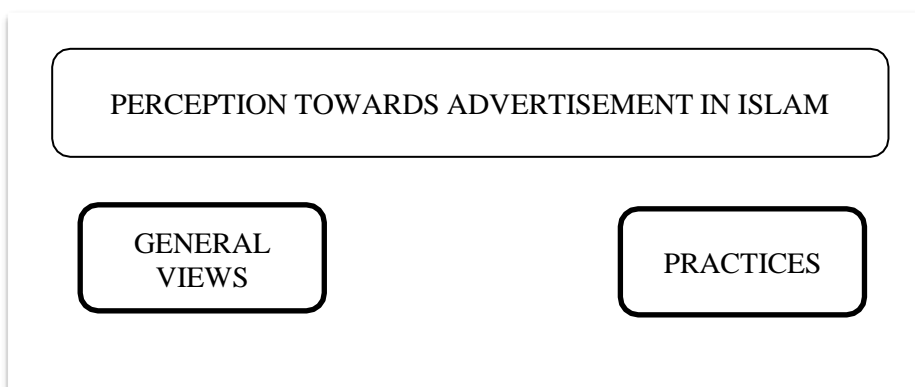 PERCEPTION TOWARDS ADVERTISEMENT IN ISLAM
GENERAL
VIEWS
PRACTICES